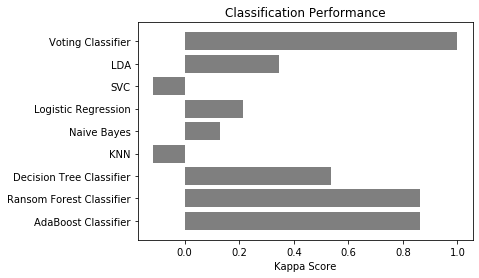 Classification Performance
Voting Classifier
LDA
SVC
Logistic Regression
Naive Bayes
KNN
Decision Tree Classifier
Ransom Forest Classifier
AdaBoost Classifier
0.0 0.2 0.4 0.6 0.8 1.0
Kappa Score